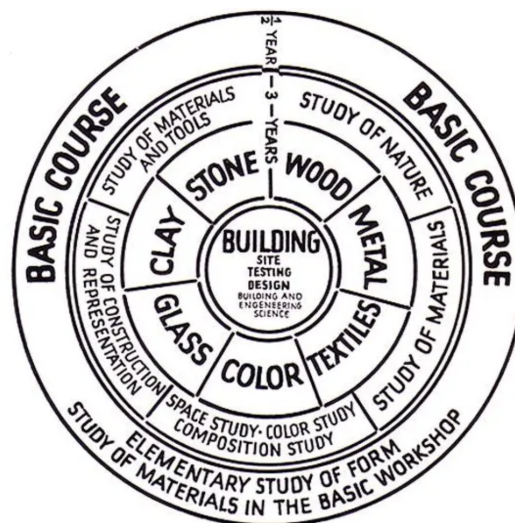 ½ YEAR
BASIC COURSE
BASIC COURSE
ELEMENTARY STUDY OF FORM
STUDY OF MATERIALS IN THE BASIC WORKSHOP
3-YEARS
STUDY OF NATURE
STUDY OF MATERIALS
SPACE STUDY·COLOR STUDY
COMPOSITION STUDY
STUDY OF CONSTRUCTION
AND REPRESENTATION
STUDY OF MATERIALS
AND TOOLS
WOOD
METAL
TEXTILES
COLOR
GLASS
CLAY
STONE
BUILDING
SITE
TESTING
DESIGN
BUILDING AND
ENGENEERING
SCIENCE